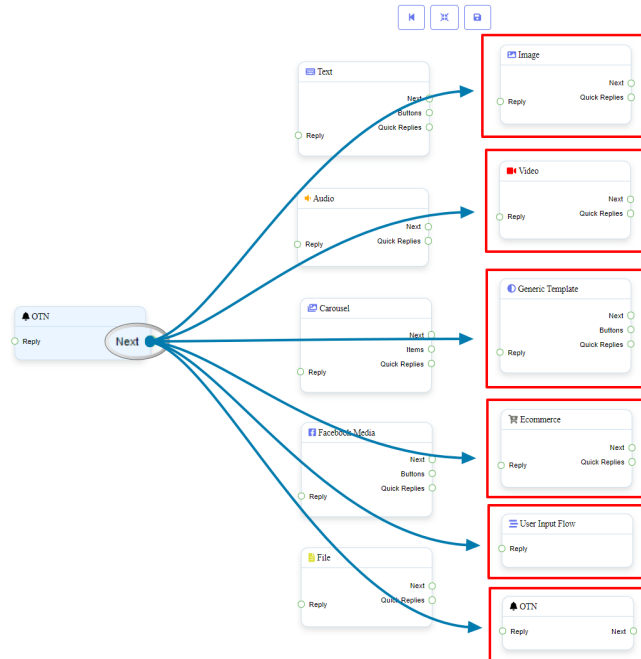 Image
Next
Quick Replies
Reply
Text
Next
Buttons
Quick Replies
Reply
Video
Next
Quick Replies
Reply
Audio
Next
Quick Replies
Reply
Generic Template
Next
Buttons
Quick Replies
Reply
Carousel
Next
Items
Quick Replies
Reply
OTN
Reply
Next
Ecommerce
Next
Quick Replies
Reply
Facebook Media
Next
Buttons
Quick Replies
Reply
User Input Flow
Reply
File
Next
Quick Replies
Reply
OTN
Reply
Next